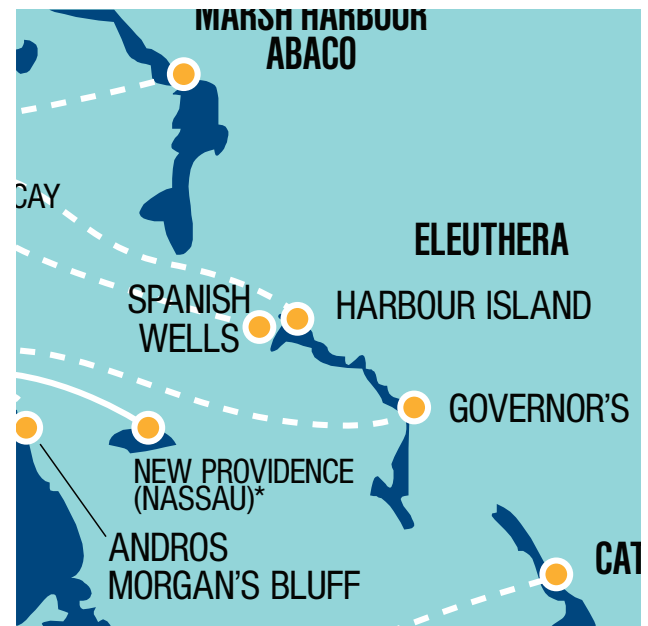 MARSH HARBOUR
ABACO
CAY
ELEUTHERA
SPANISH
WELLS
HARBOUR ISLAND
GOVERNOR'S
NEW PROVIDENCE
(NASSAU)*
ANDROS
MORGAN'S BLUFF
CAT